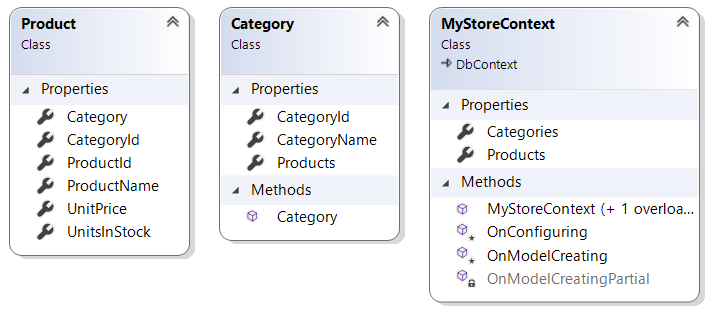 Product
Class
Properties
Category
CategoryId
ProductId
ProductName
UnitPrice
UnitsInStock
Category
Class
Properties
CategoryId
CategoryName
Products
Methods
Category
MyStoreContext
Class
DbContext
Properties
Categories
Products
Methods
MyStoreContext (+ 1 overloa...
OnConfiguring
OnModelCreating
OnModelCreatingPartial